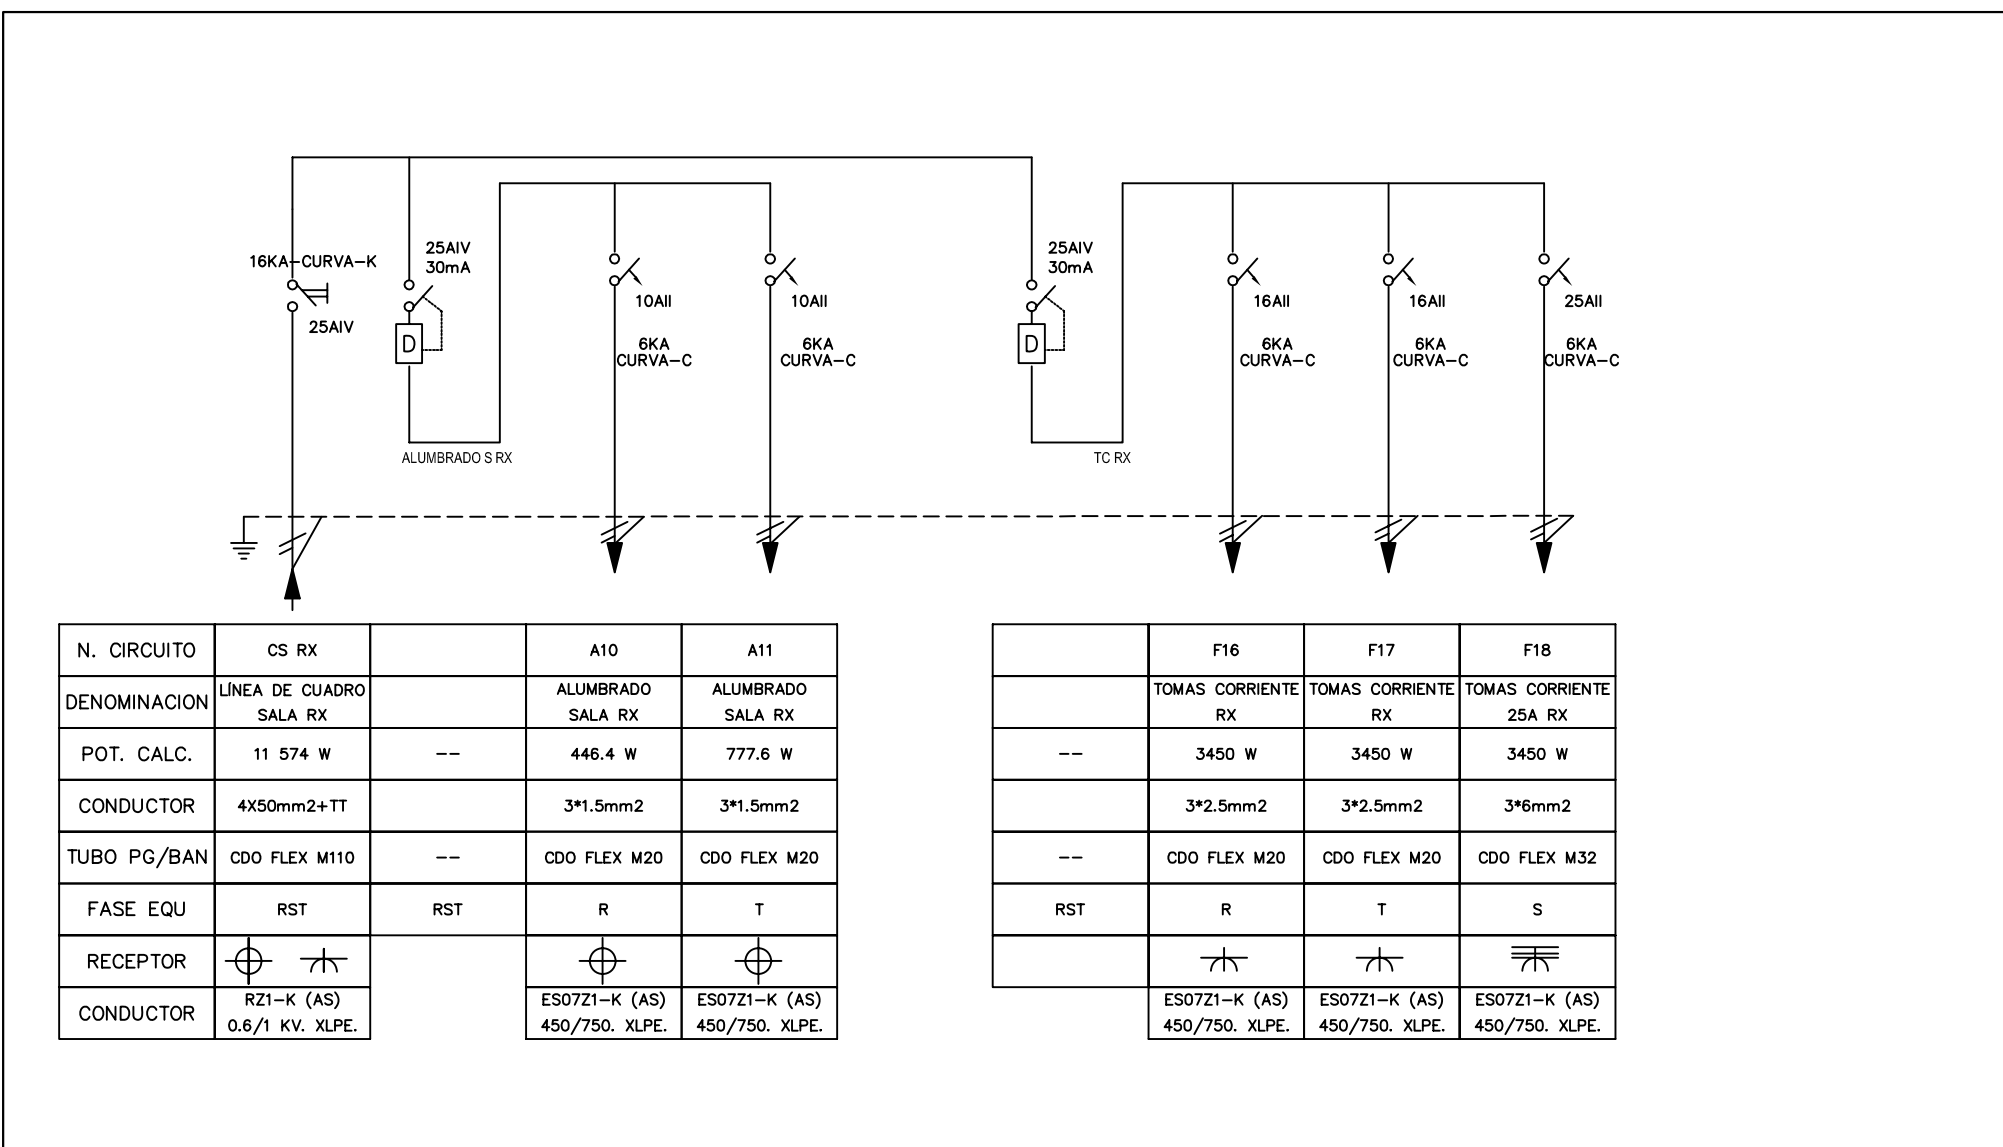 16KA-CURVA-K
25AIV
25AIV
30mA
D
ALUMBRADO S RX
10AII
6KA
CURVA-C
10AII
6KA
CURVA-C
25AIV
30mA
D
TC RX
16AII
6KA
CURVA-C
16AII
6KA
CURVA-C
25AII
6KA
CURVA-C
N. CIRCUITO CS RX A10 A11 F16 F17 F18
DENOMINACION
LÍNEA DE CUADRO
SALA RX
ALUMBRADO
SALA RX
ALUMBRADO
SALA RX
TOMAS CORRIENTE
RX
TOMAS CORRIENTE
RX
TOMAS CORRIENTE
25A RX
POT. CALC. 11 574 W -- 446.4 W 777.6 W -- 3450 W 3450 W 3450 W
CONDUCTOR 4X50mm2+TT 3*1.5mm2 3*1.5mm2 3*2.5mm2 3*2.5mm2 3*6mm2
TUBO PG/BAN CDO FLEX M110 -- CDO FLEX M20 CDO FLEX M20 -- CDO FLEX M20 CDO FLEX M20 CDO FLEX M32
FASE EQU RST RST R T RST R T S
RECEPTOR
CONDUCTOR
RZ1-K (AS)
0.6/1 KV. XLPE.
ES07Z1-K (AS)
450/750. XLPE.
ES07Z1-K (AS)
450/750. XLPE.
ES07Z1-K (AS)
450/750. XLPE.
ES07Z1-K (AS)
450/750. XLPE.
ES07Z1-K (AS)
450/750. XLPE.